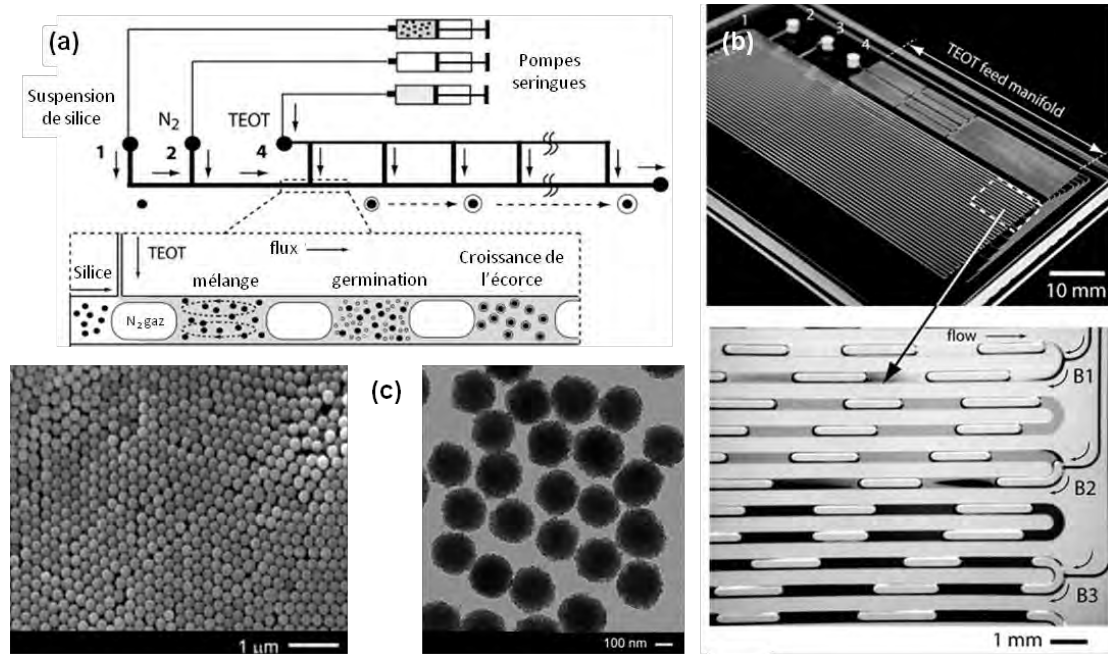 (a)
Pompes
seringues
Suspension
de silice
N2
TEOT
1
2
4
TEOT
flux
Silice
mélange
germination
Croissance de
l'écorce
N2 gaz
(b)
1
2
3
4
TEOT feed manifold
10 mm
flow
B1
B2
B3
1 mm
(c)
1 µm
100 nm